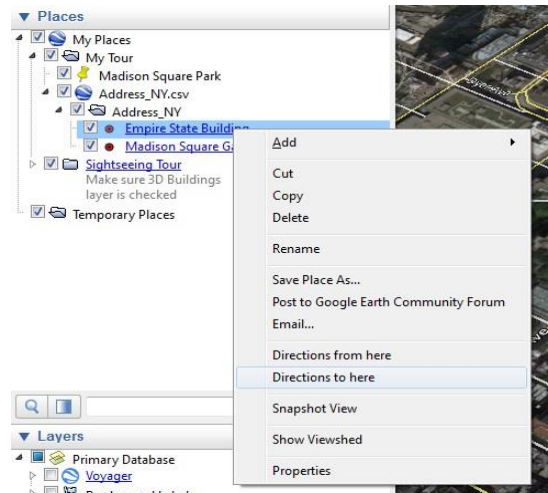 Places
My Places
My Tour
Madison Square Park
Address_NY.csv
Address_NY
Empire State Building
Madison Square Ga
Sightseeing Tour
Make sure 3D Buildings
layer is checked
Temporary Places
Add
Cut
Copy
Delete
Rename
Save Place As...
Post to Google Earth Community Forum
Email...
Directions from here
Directions to here
Snapshot View
Show Viewshed
Properties
Layers
Primary Database
Voyager